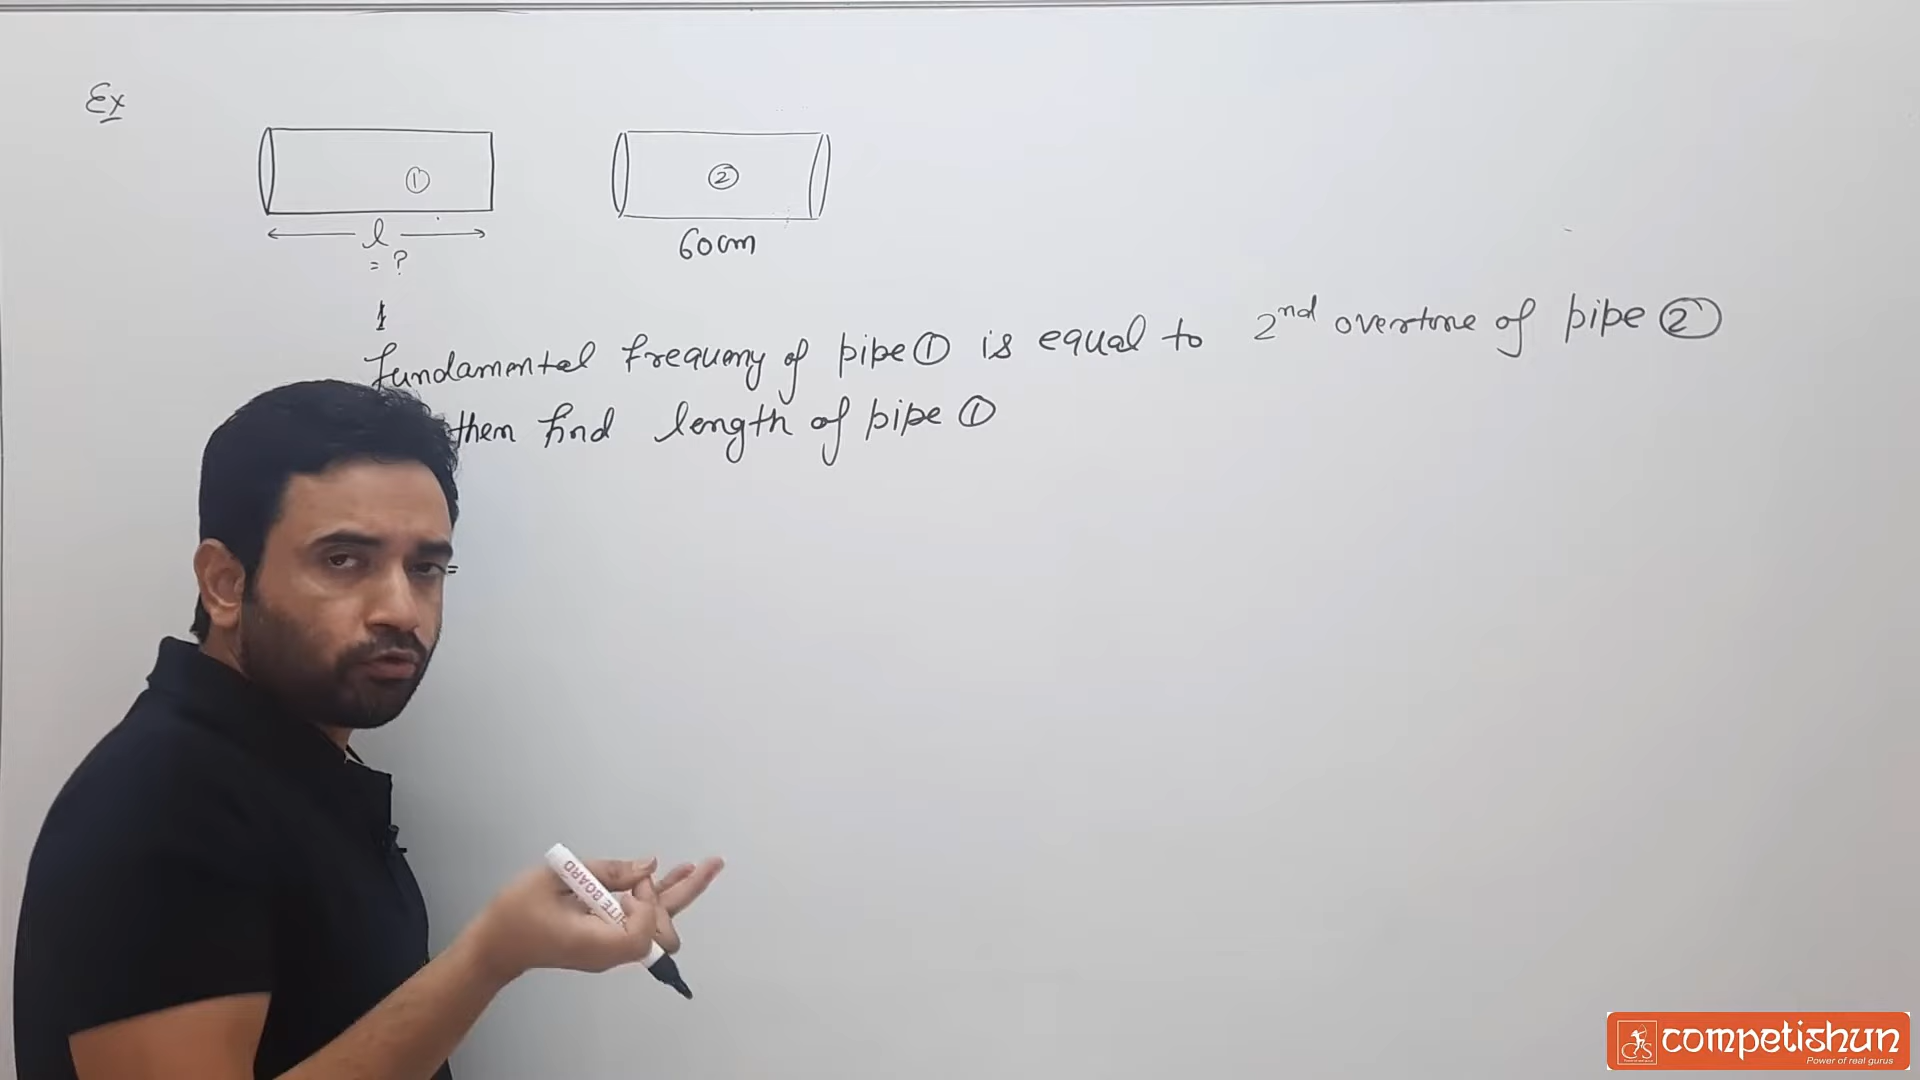 Ex
①
②
l
= ?
60cm
fundamental frequency of pipe ① is equal to 2nd overtone of pipe ②
then find length of pipe ①
=
WHITE BOARD
competishun
Power of real gurus